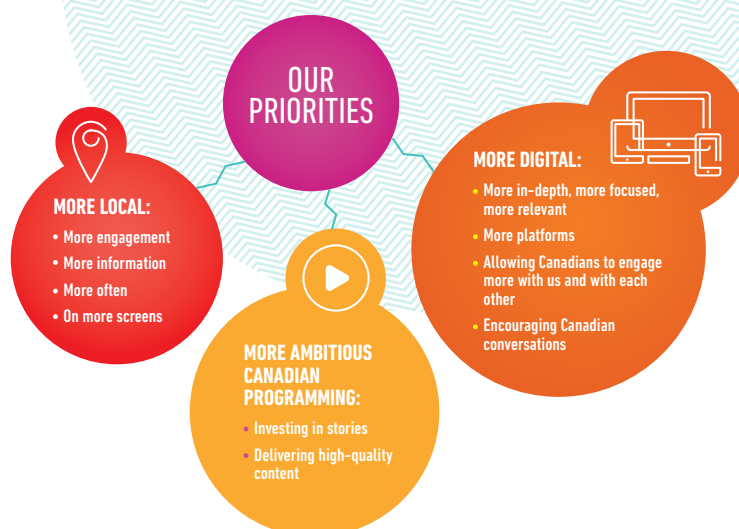 OUR
PRIORITIES
MORE LOCAL:
• More engagement
• More information
• More often
• On more screens
MORE AMBITIOUS
CANADIAN
PROGRAMMING:
• Investing in stories
• Delivering high-quality
content
MORE DIGITAL:
• More in-depth, more focused,
more relevant
• More platforms
• Allowing Canadians to engage
more with us and with each
other
• Encouraging Canadian
conversations